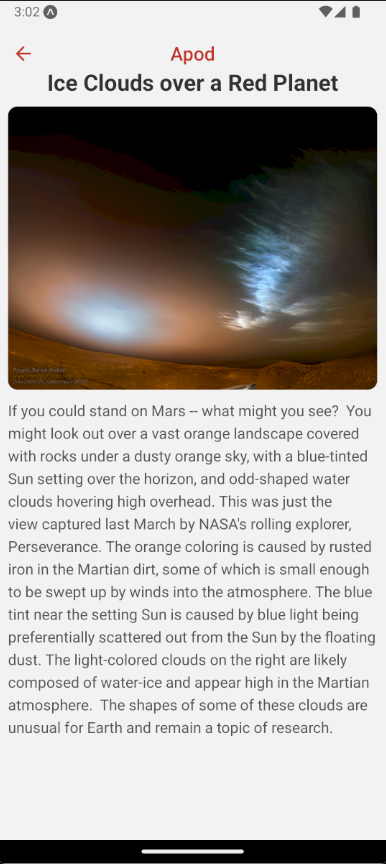 3:02
Apod
Ice Clouds over a Red Planet
If you could stand on Mars -- what might you see?  You
might look out over a vast orange landscape covered
with rocks under a dusty orange sky, with a blue-tinted
Sun setting over the horizon, and odd-shaped water
clouds hovering high overhead. This was just the
view captured last March by NASA's rolling explorer,
Perseverance. The orange coloring is caused by rusted
iron in the Martian dirt, some of which is small enough
to be swept up by winds into the atmosphere. The blue
tint near the setting Sun is caused by blue light being
preferentially scattered out from the Sun by the floating
dust. The light-colored clouds on the right are likely
composed of water-ice and appear high in the Martian
atmosphere.  The shapes of some of these clouds are
unusual for Earth and remain a topic of research.